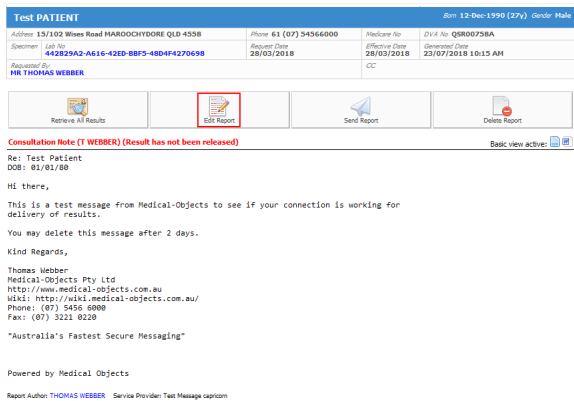 Test PATIENT Born 12-Dec-1990 (27y) Gender Male
Address 15/102 Wises Road MAROOCHYDORE QLD 4558 Phone 61 (07) 54566000 Medicare No DVA No QSR00758A
Specimen Lab No Request Date Effective Date Generated Date
442829A2-A616-42ED-BBF5-48D4F4270698 28/03/2018 28/03/2018 23/07/2018 10:15 AM
Requested By CC
MR THOMAS WEBBER
Retrieve All Results Edit Report Send Report Delete Report
Consultation Note (T WEBBER) (Result has not been released) Basic view active:
Re: Test Patient
DOB: 01/01/80
Hi there,
This is a test message from Medical-Objects to see if your connection is working for
delivery of results.
You may delete this message after 2 days.
Kind Regards,
Thomas Webber
Medical-Objects Pty Ltd
http://www.medical-objects.com.au
Wiki: http://wiki.medical-objects.com.au/
Phone: (07) 5456 6000
Fax: (07) 3221 0220
"Australia's Fastest Secure Messaging"
Powered by Medical Objects
Report Author: THOMAS WEBBER Service Provider: Test Message capricorn